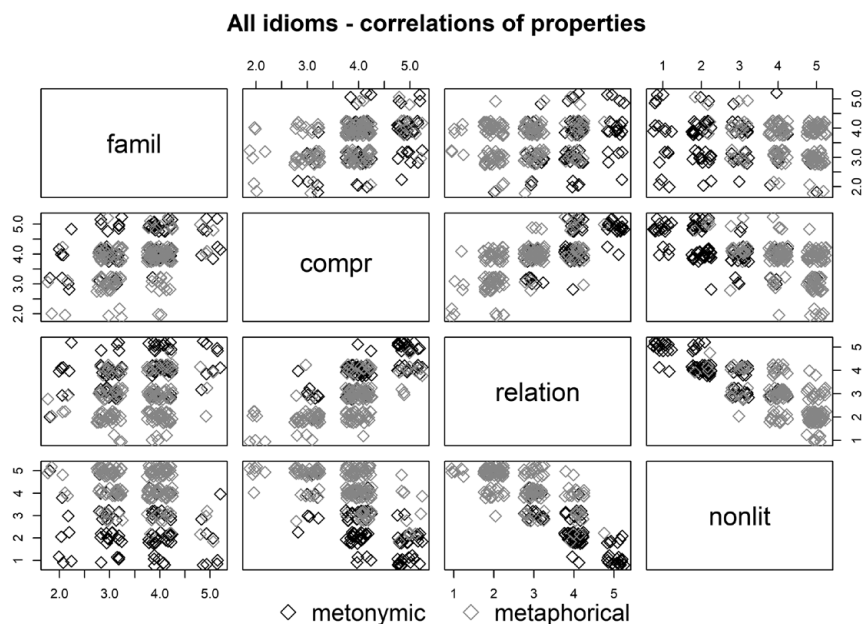 All idioms - correlations of properties
2.0 3.0 4.0 5.0 1 2 3 4 5
famil
2.0 3.0 4.0 5.0
2.0 3.0 4.0 5.0
compr
relation
1 2 3 4 5
1 2 3 4 5
nonlit
2.0 3.0 4.0 5.0 1 2 3 4 5
metonymic metaphorical